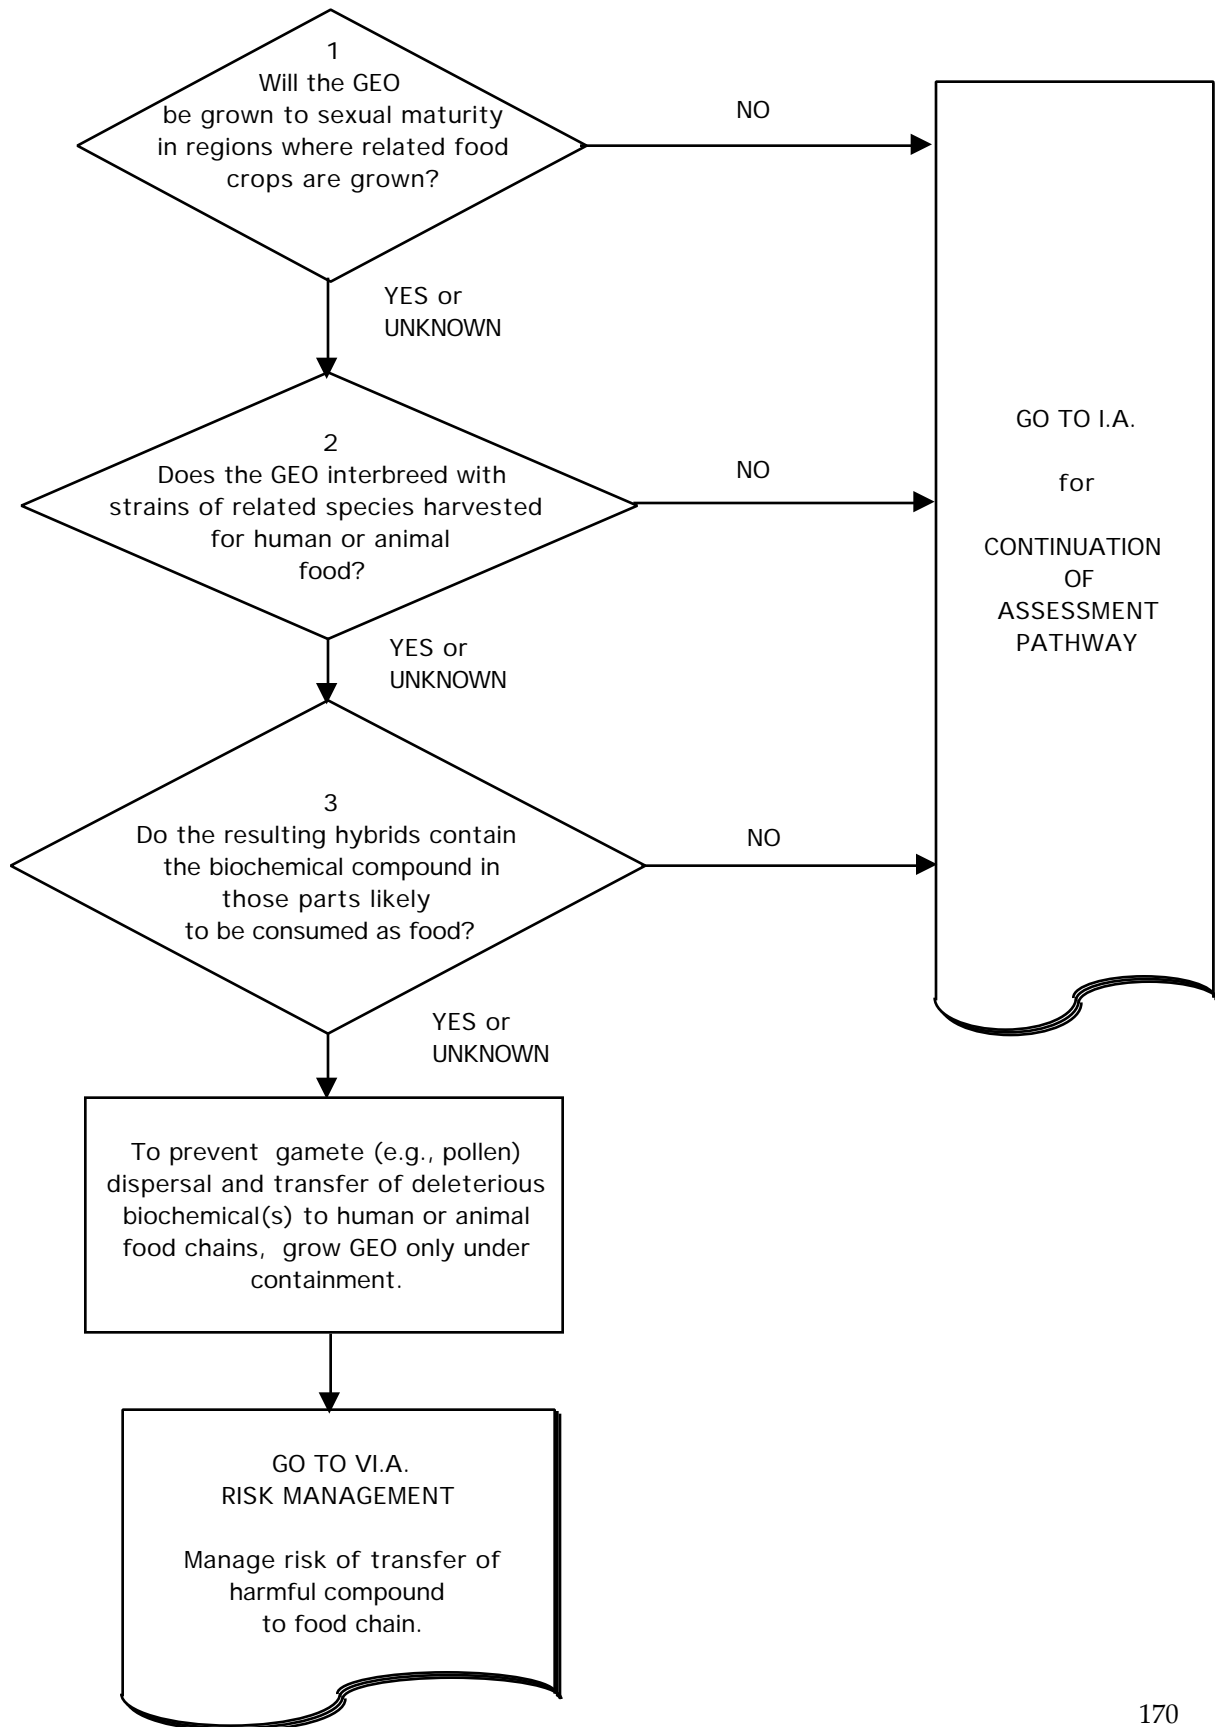 1
Will the GEO
be grown to sexual maturity
in regions where related food
crops are grown?
NO
YES or
UNKNOWN
2
Does the GEO interbreed with
strains of related species harvested
for human or animal
food?
NO
YES or
UNKNOWN
3
Do the resulting hybrids contain
the biochemical compound in
those parts likely
to be consumed as food?
NO
YES or
UNKNOWN
GO TO I.A.
for
CONTINUATION
OF
ASSESSMENT
PATHWAY
To prevent gamete (e.g., pollen)
dispersal and transfer of deleterious
biochemical(s) to human or animal
food chains, grow GEO only under
containment.
GO TO VI.A.
RISK MANAGEMENT
Manage risk of transfer of
harmful compound
to food chain.
170